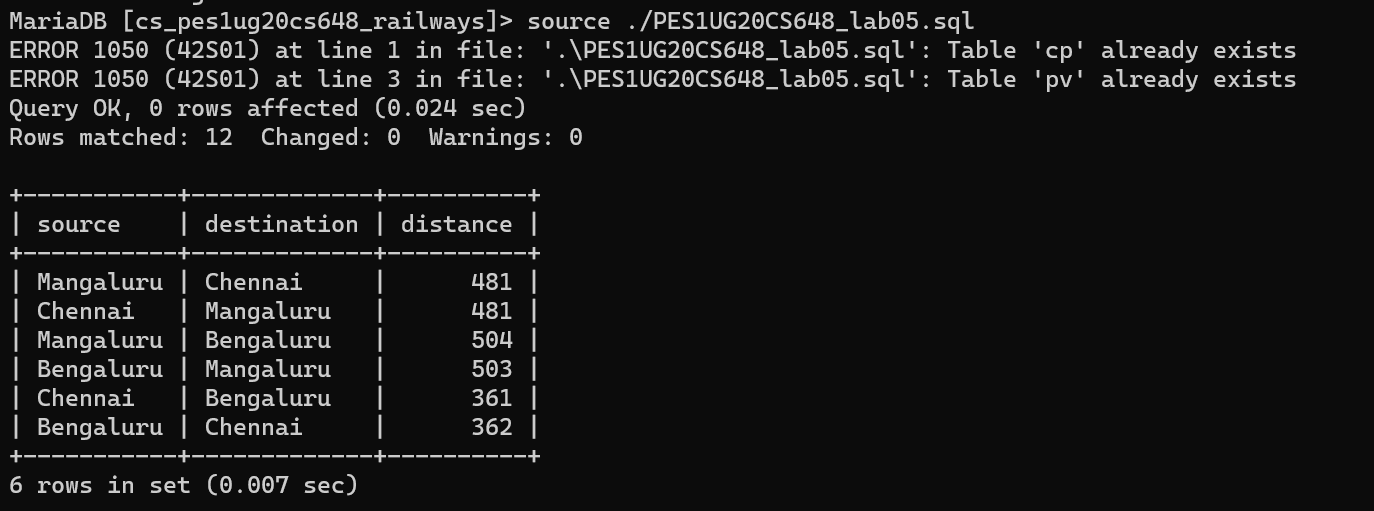 MariaDB [cs_pes1ug20cs648_railways]> source ./PES1UG20CS648_lab05.sql
ERROR 1050 (42S01) at line 1 in file: '.\PES1UG20CS648_lab05.sql': Table 'cp' already exists
ERROR 1050 (42S01) at line 3 in file: '.\PES1UG20CS648_lab05.sql': Table 'pv' already exists
Query OK, 0 rows affected (0.024 sec)
Rows matched: 12  Changed: 0  Warnings: 0

+-----------+-------------+----------+
| source    | destination | distance |
+-----------+-------------+----------+
| Mangaluru | Chennai     |      481 |
| Chennai   | Mangaluru   |      481 |
| Mangaluru | Bengaluru   |      504 |
| Bengaluru | Mangaluru   |      503 |
| Chennai   | Bengaluru   |      361 |
| Bengaluru | Chennai     |      362 |
+-----------+-------------+----------+
6 rows in set (0.007 sec)